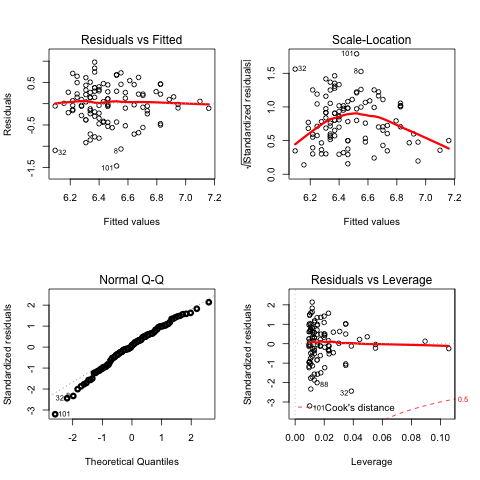 Residuals vs Fitted
Residuals
0.5
-0.5
-1.5
32
8
101
6.2 6.4 6.6 6.8 7.0 7.2
Fitted values
Scale-Location
√|Standardized residuals|
1.5
1.0
0.5
0.0
101
32
8
6.2 6.4 6.6 6.8 7.0 7.2
Fitted values
Normal Q-Q
Standardized residuals
2
1
0
-1
-2
-3
32
8
101
-2 -1 0 1 2
Theoretical Quantiles
Residuals vs Leverage
Standardized residuals
2
1
0
-1
-2
-3
88
32
101
Cook's distance
0.5
0.00 0.02 0.04 0.06 0.08 0.10
Leverage